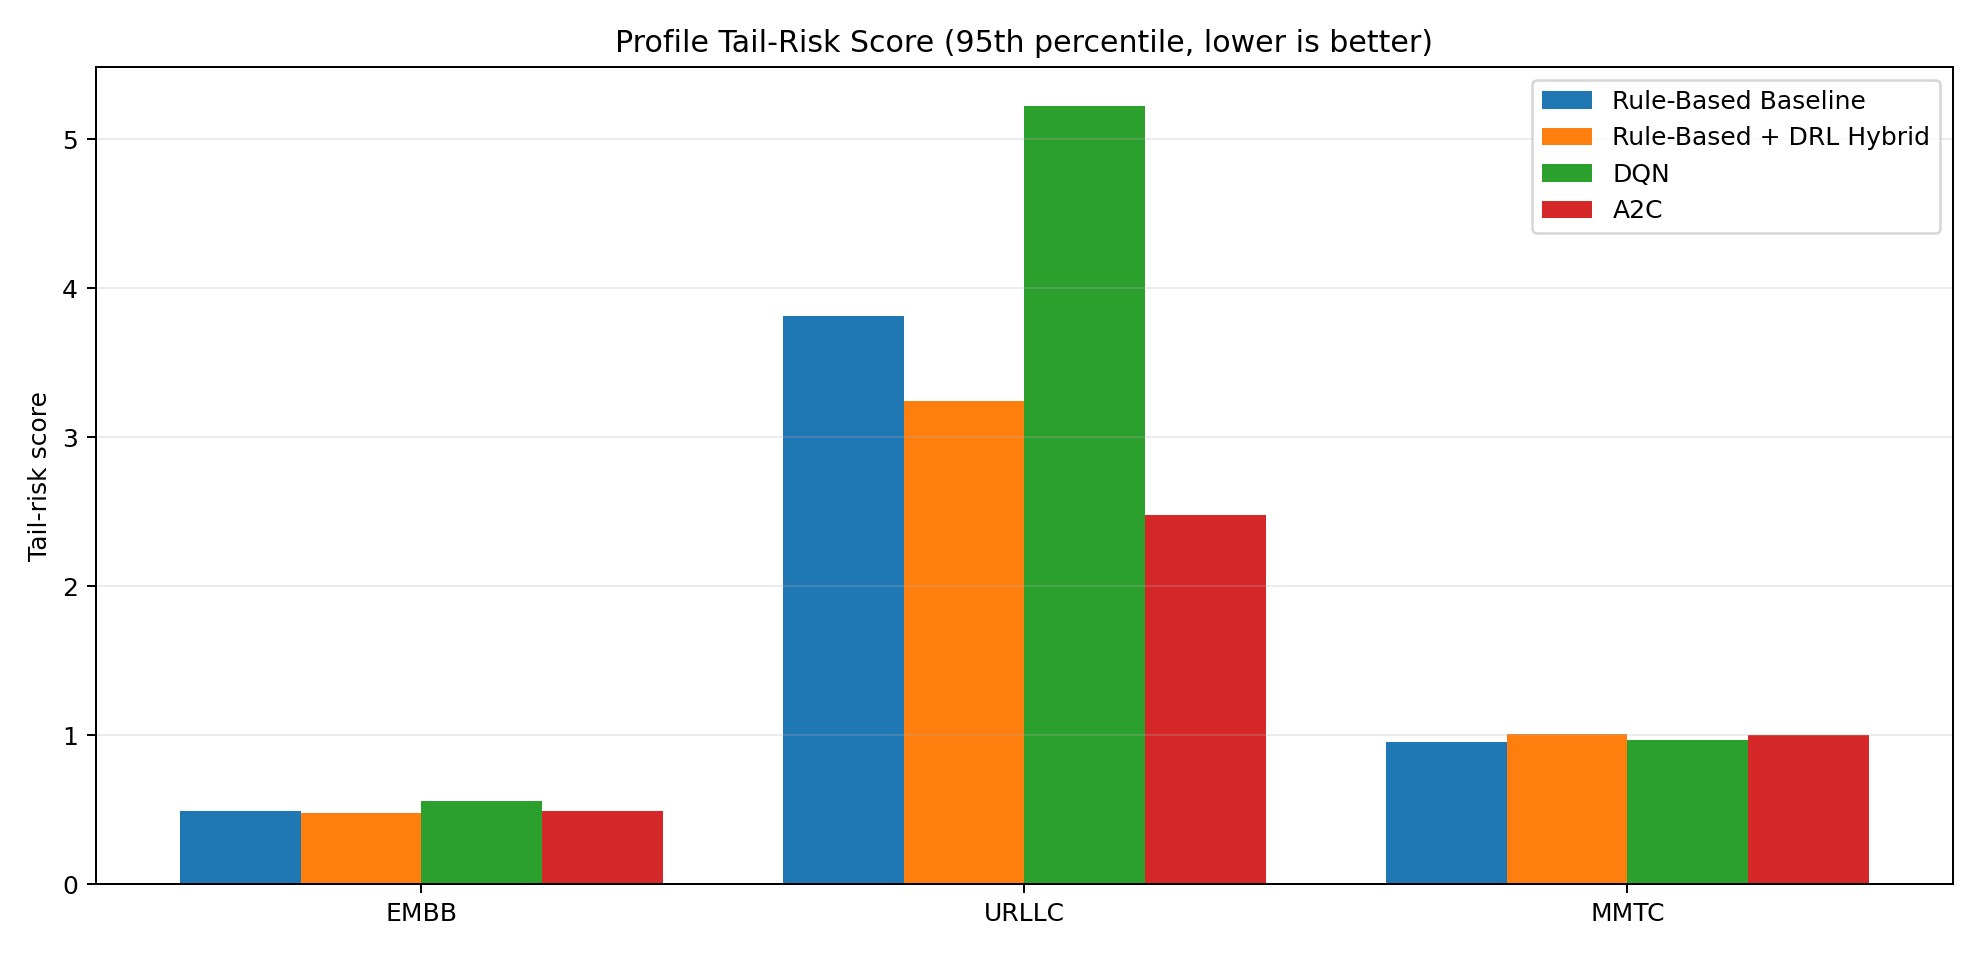 Profile Tail-Risk Score (95th percentile, lower is better)
Rule-Based Baseline
Rule-Based + DRL Hybrid
DQN
A2C
Tail-risk score
5
4
3
2
1
0
EMBB
URLLC
MMTC